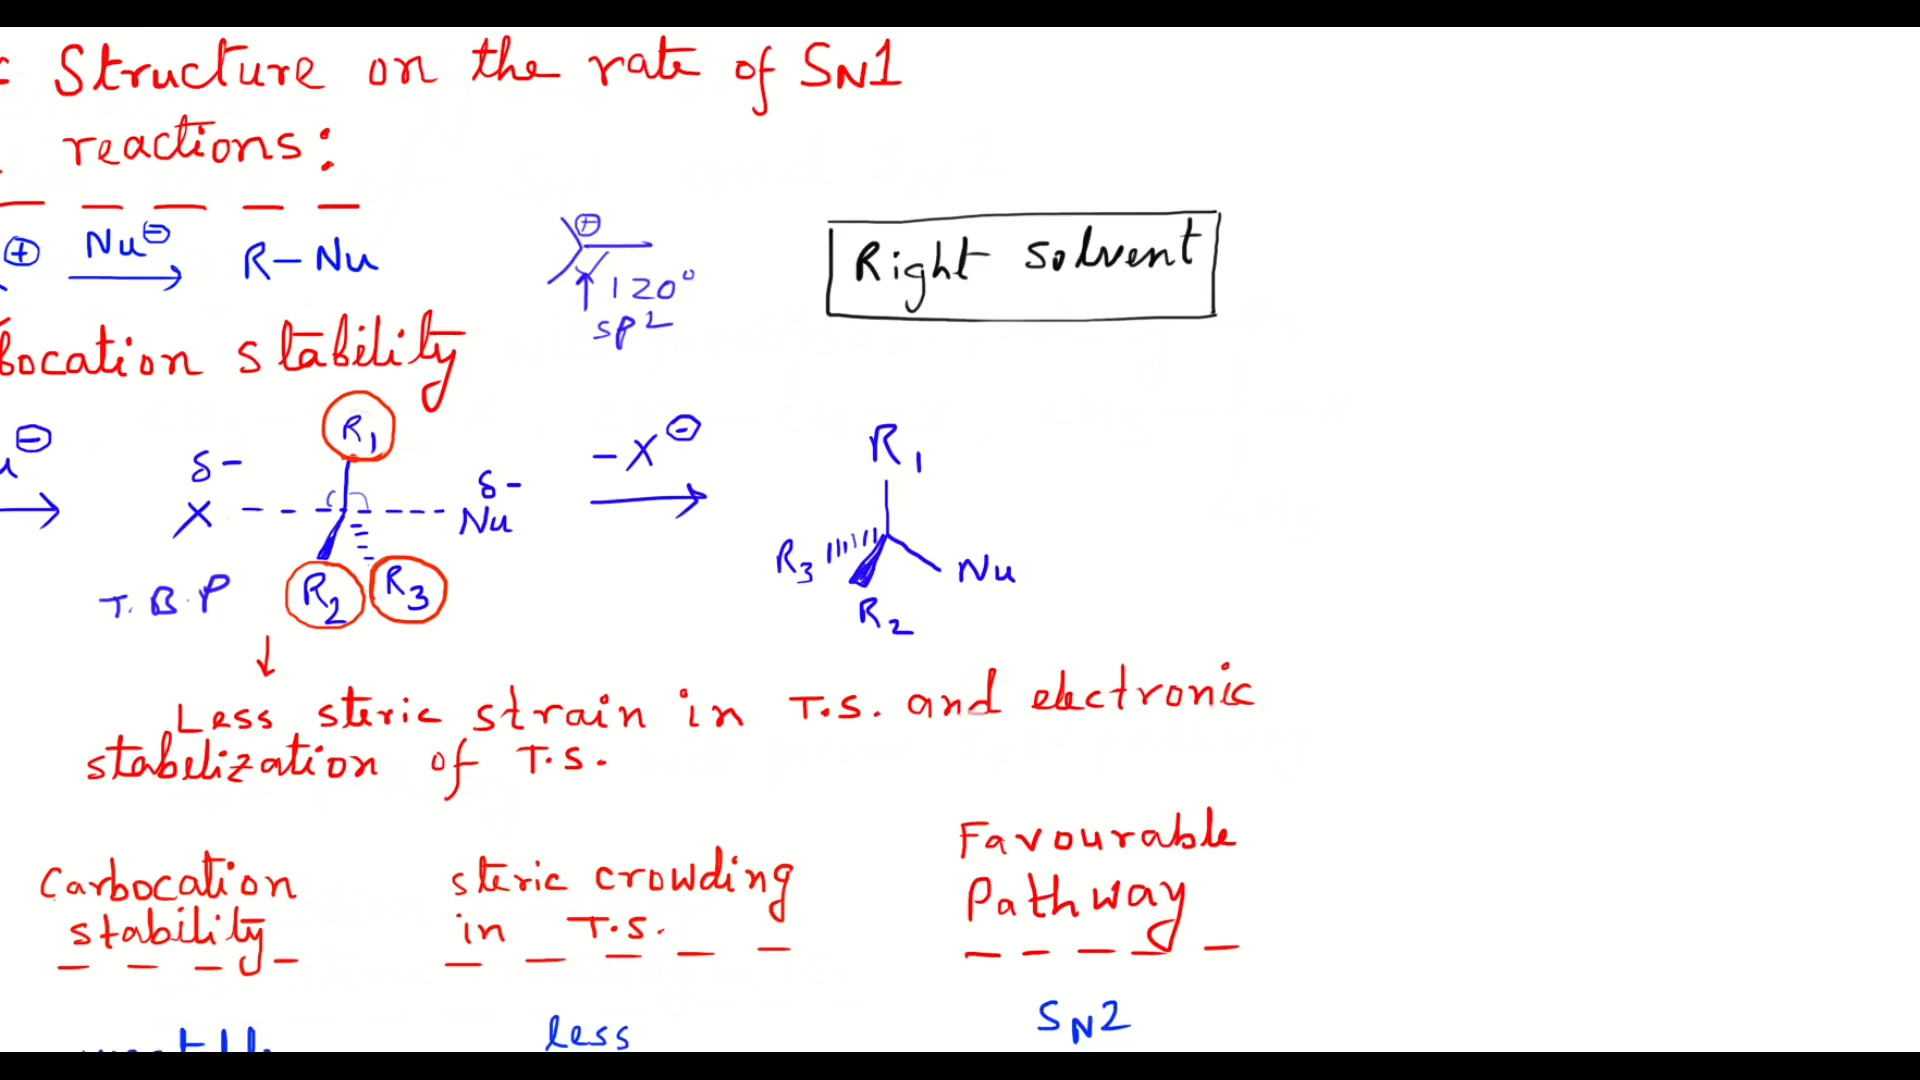 Structure on the rate of SN1
reactions:
⊕ Nu⊖ R-Nu
⊕
120°
sp2
Right solvent
bocation stability
⊖
δ-
X
R1
δ-
Nu
R2 R3
T.B.P
-X⊖
R1
R3
Nu
R2
Less steric strain in T.S. and electronic
stabelization of T.S.
Carbocation
stability
steric crowding
in T.S.
Favourable
Pathway
less
SN2